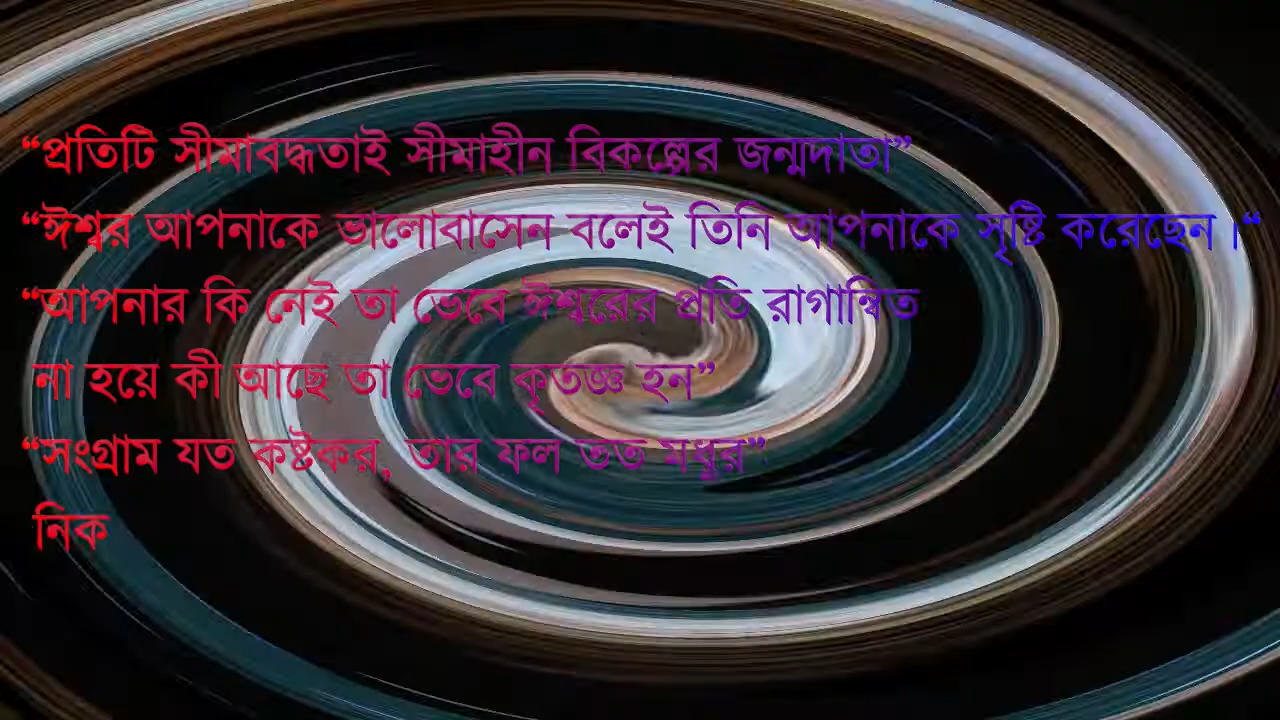 “প্রতিটি সীমাবদ্ধতাই সীমাহীন বিকল্পের জন্মদাতা”
“ঈশ্বর আপনাকে ভালোবাসেন বলেই তিনি আপনাকে সৃষ্টি করেছেন।“
“আপনার কি নেই তা ভেবে ঈশ্বরের প্রতি রাগান্বিত
না হয়ে কী আছে তা ভেবে কৃতজ্ঞ হন”
“সংগ্রাম যত কষ্টকর, তার ফল তত মধুর”
নিক